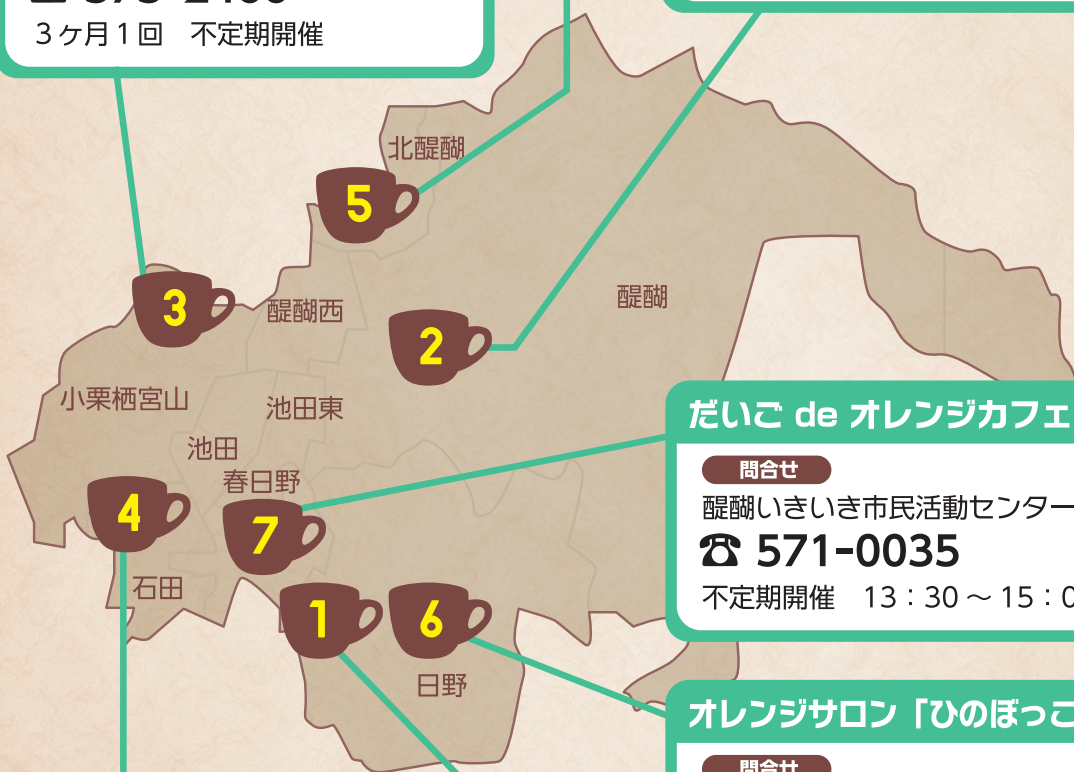 3ヶ月1回　不定期開催
北醍醐
5
3
醍醐西
醍醐
2
小栗栖宮山
池田東
池田
春日野
4
7
石田
1
6
日野
だいご de オレンジカフェ
問合せ
醍醐いきいき市民活動センター
☎ 571-0035
不定期開催　13：30 ～ 15：0
オレンジサロン「ひのぼっこ
問合せ